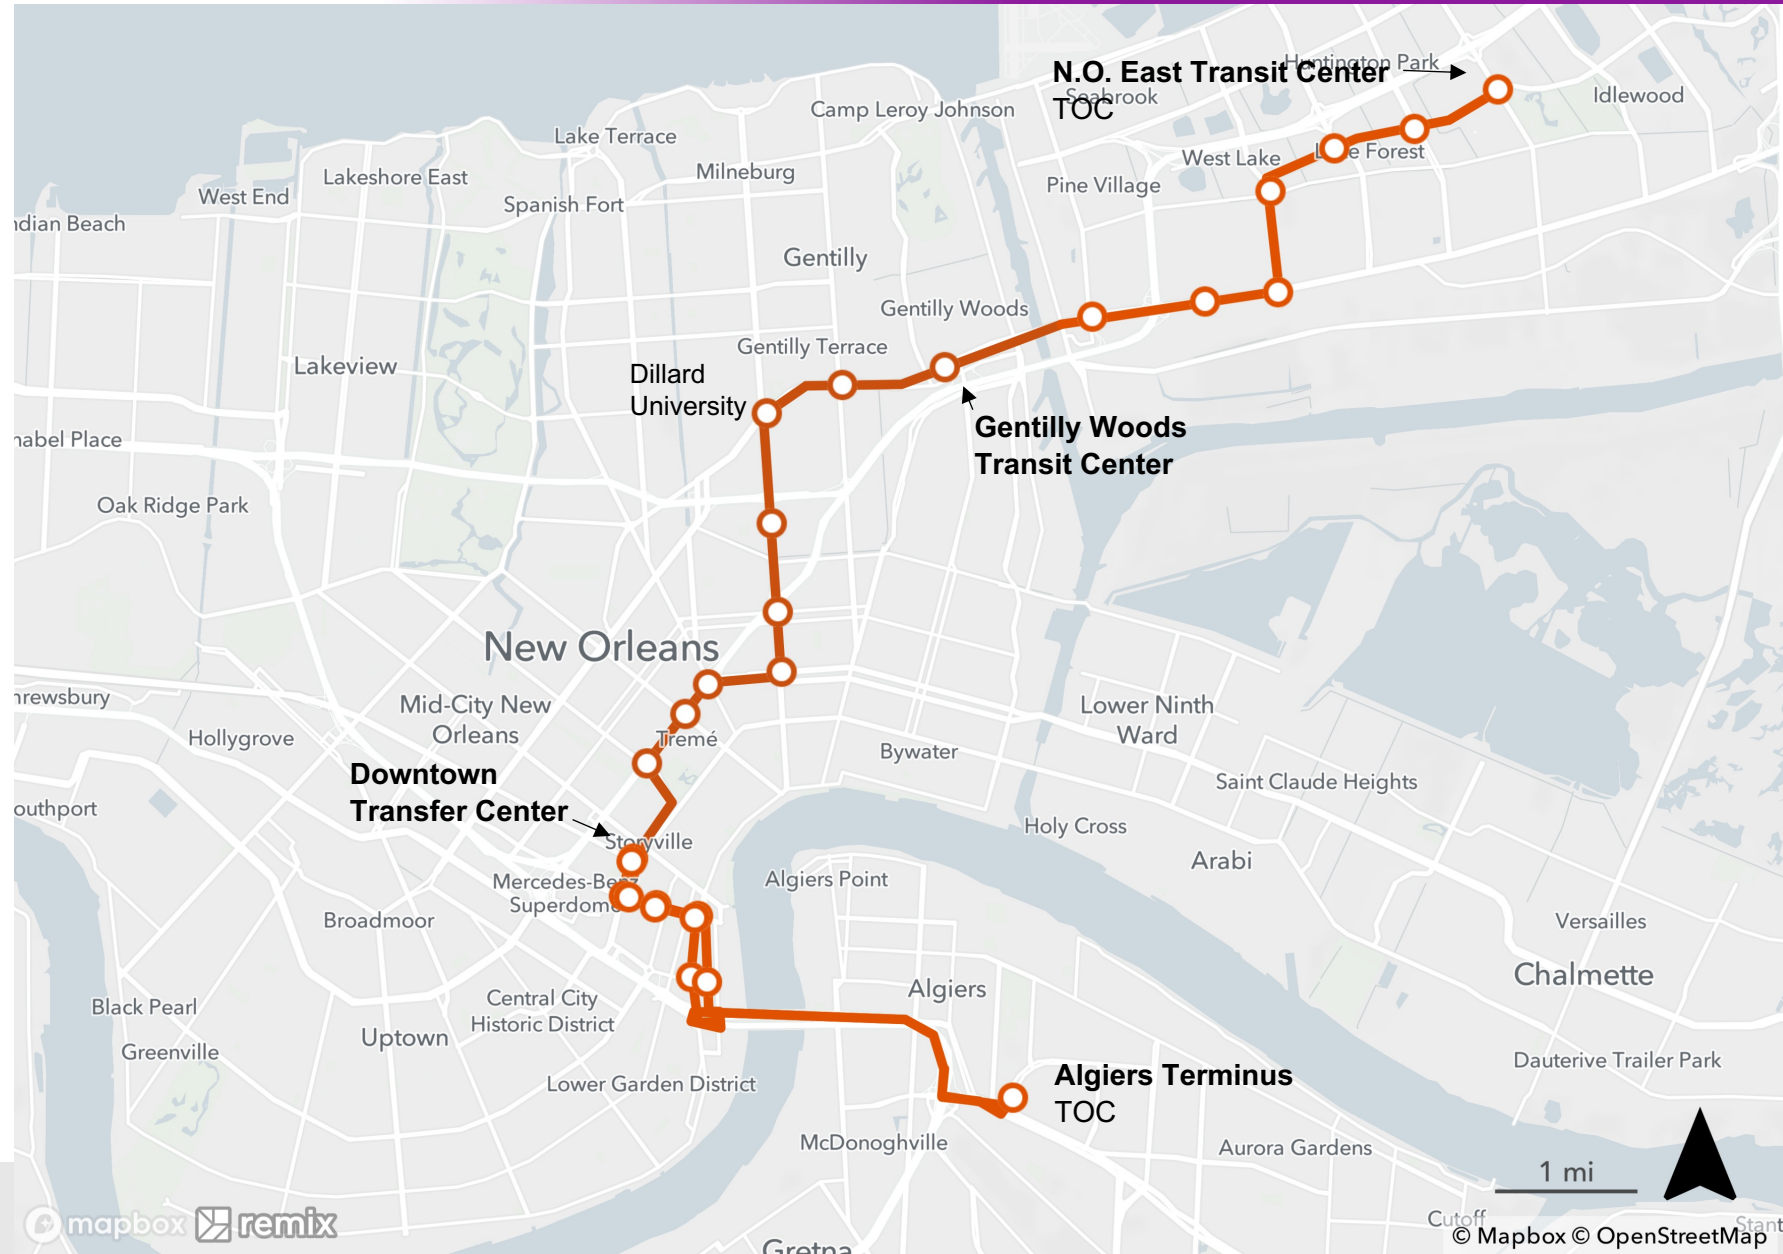 N.O. East Transit Center
TOC
Huntington Park
Seabrook
Idlewood
Camp Leroy Johnson
Lake Terrace
West Lake
Forest
Milneburg
Lakeshore East
Pine Village
West End
Spanish Fort
ndian Beach
Gentilly
Gentilly Woods
Gentilly Terrace
Lakeview
Dillard
University
Gentilly Woods
Transit Center
nabel Place
Oak Ridge Park
New Orleans
hrewsbury
Mid-City New
Orleans
Lower Ninth
Ward
Hollygrove
Tremé
Bywater
Downtown
Transfer Center
Saint Claude Heights
outhport
Holy Cross
Storyville
Arabi
Mercedes-Benz
Superdome
Algiers Point
Broadmoor
Versailles
Chalmette
Algiers
Central City
Historic District
Black Pearl
Uptown
Greenville
Dauterive Trailer Park
Lower Garden District
Algiers Terminus
TOC
McDonoghville
Aurora Gardens
1 mi
Cutoff
Stant
mapbox remix
© Mapbox © OpenStreetMap
Gretna